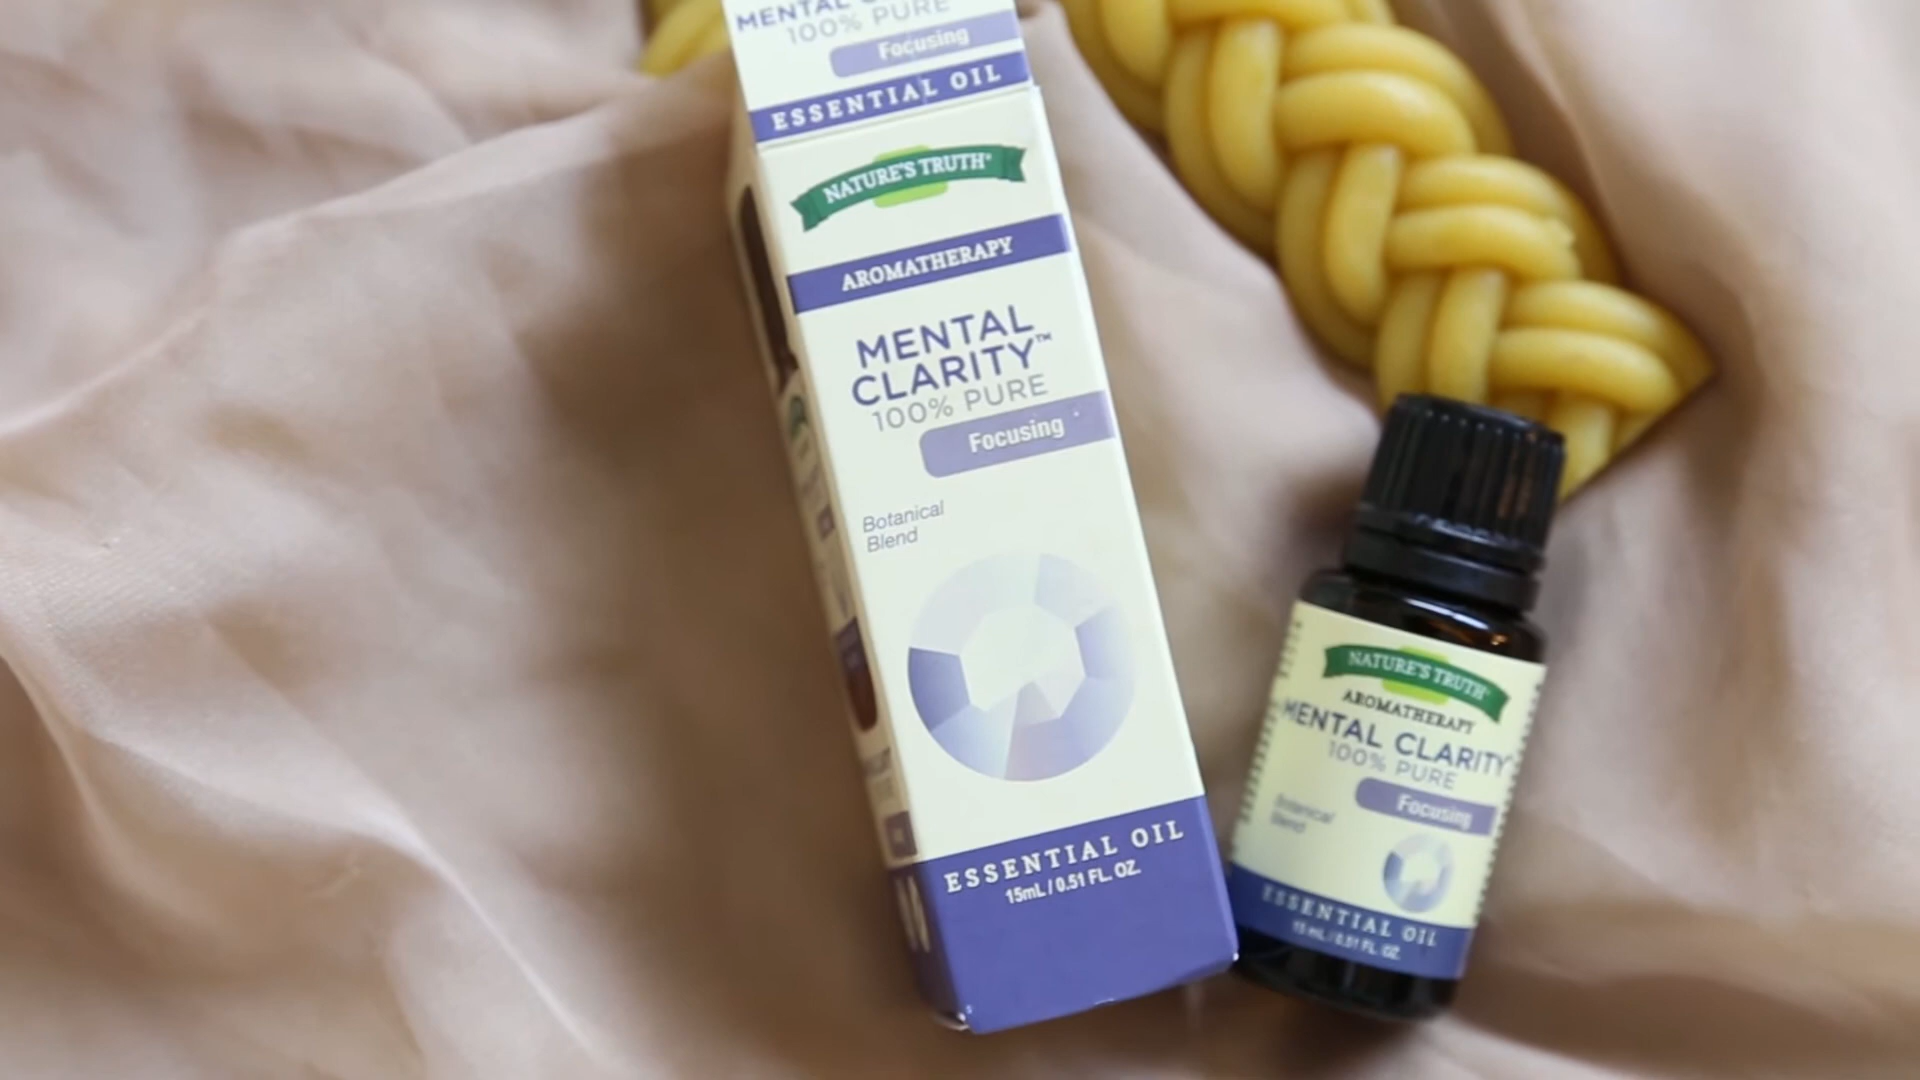 MENTAL
100% PURE
Focusing
ESSENTIAL OIL
NATURE'S TRUTH®
AROMATHERAPY
MENTAL
CLARITY™
100% PURE
Focusing
Botanical
Blend
ESSENTIAL OIL
15mL / 0.51 FL. OZ.
NATURE'S TRUTH
AROMATHERAPY
MENTAL CLARITY
100% PURE
Focusing
Botanical
Blend
ESSENTIAL OIL
15 mL / 0.51 FL. OZ.